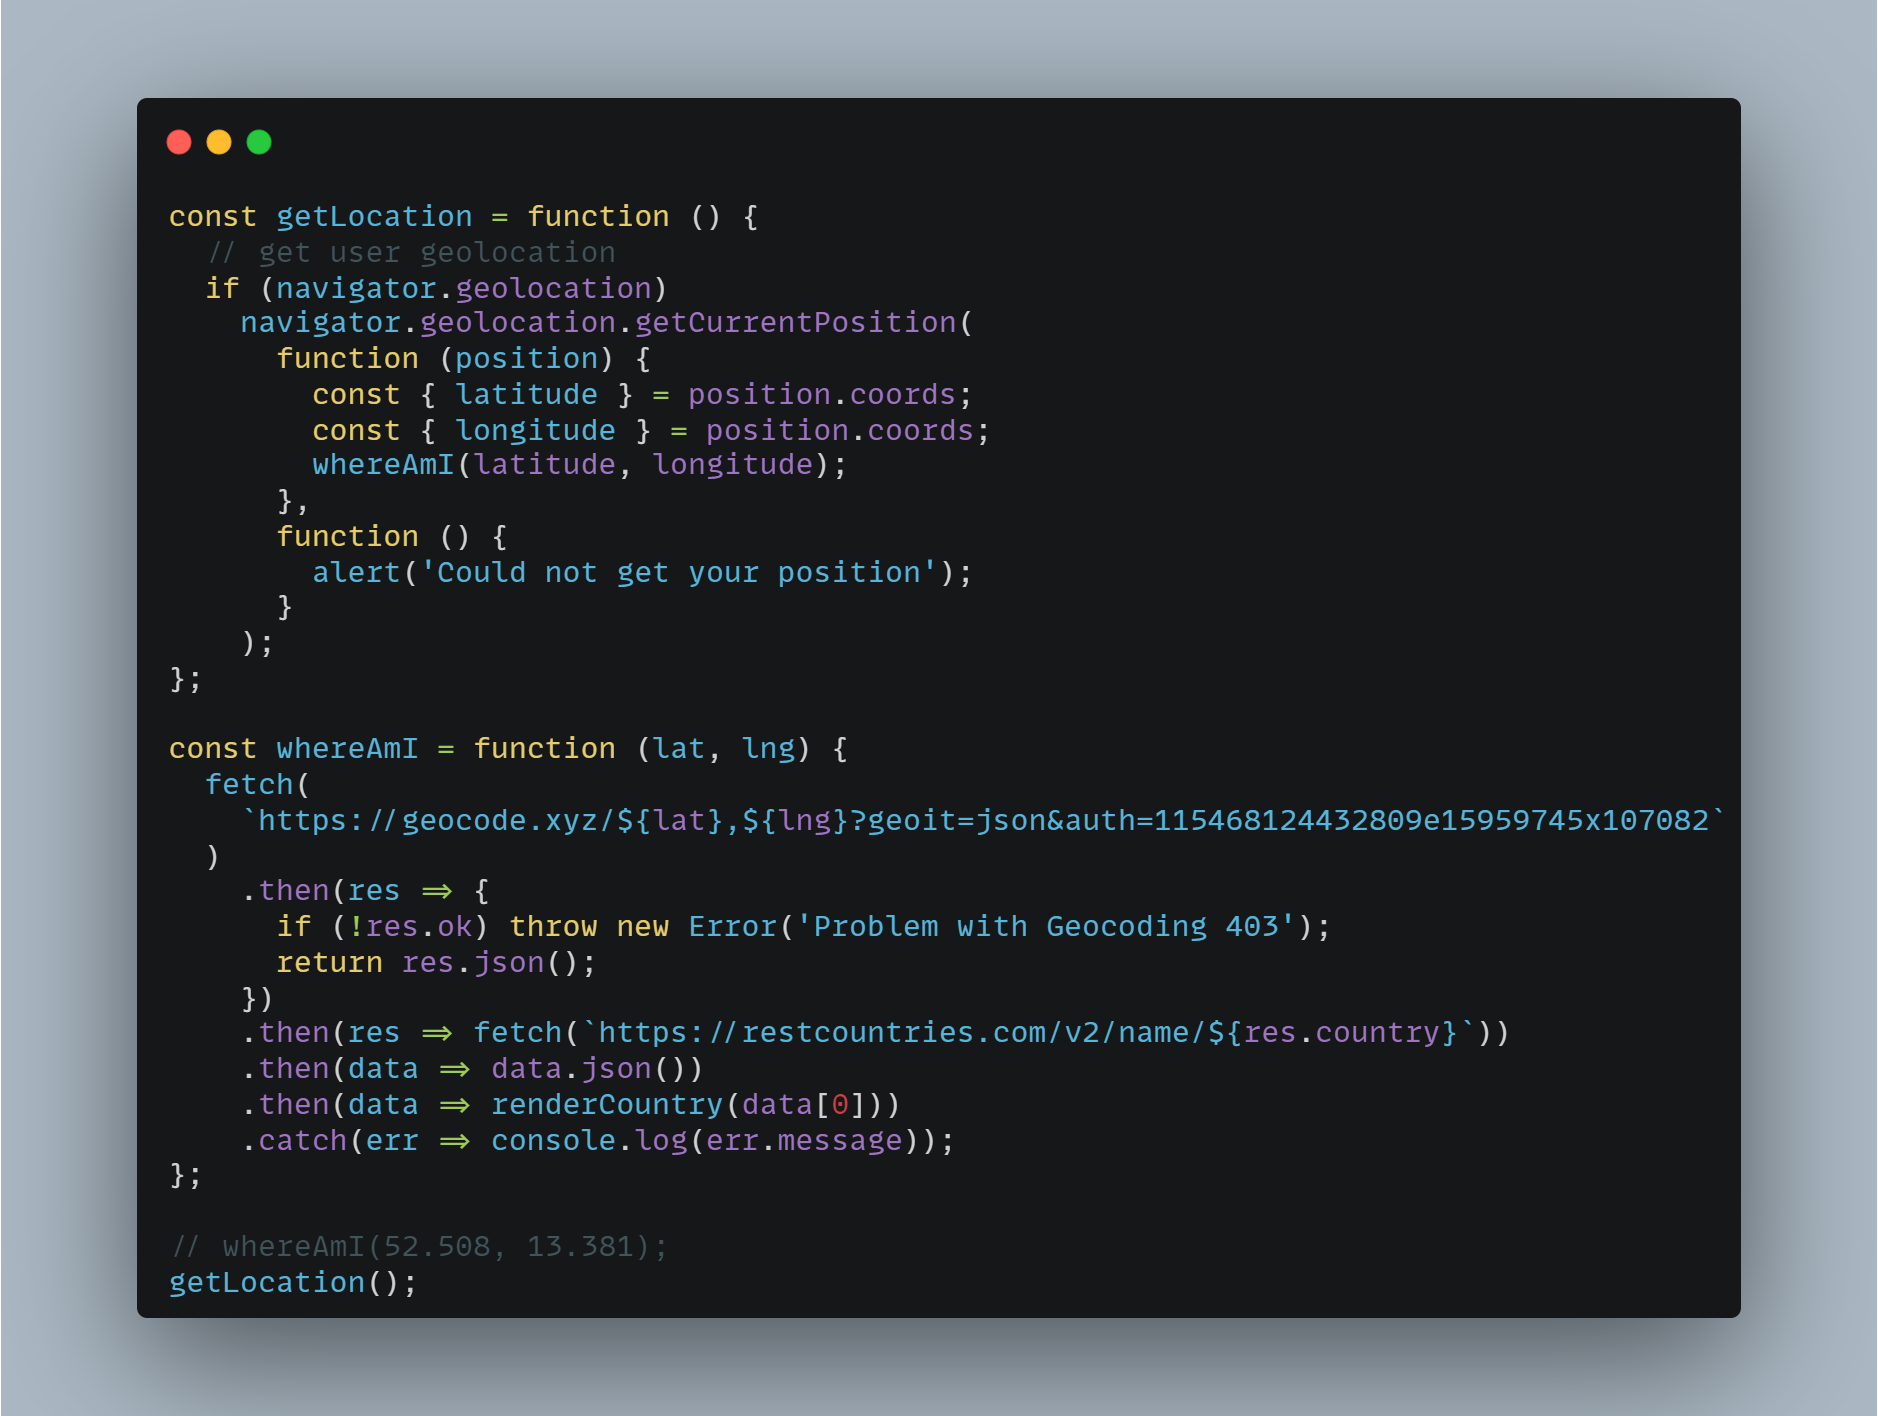 const getLocation = function () {
  // get user geolocation
  if (navigator.geolocation)
    navigator.geolocation.getCurrentPosition(
      function (position) {
        const { latitude } = position.coords;
        const { longitude } = position.coords;
        whereAmI(latitude, longitude);
      },
      function () {
        alert('Could not get your position');
      }
    );
};

const whereAmI = function (lat, lng) {
  fetch(
    `https://geocode.xyz/${lat},${lng}?geoit=json&auth=115468124432809e15959745x107082`
  )
    .then(res => {
      if (!res.ok) throw new Error('Problem with Geocoding 403');
      return res.json();
    })
    .then(res => fetch(`https://restcountries.com/v2/name/${res.country}`))
    .then(data => data.json())
    .then(data => renderCountry(data[0]))
    .catch(err => console.log(err.message));
};

// whereAmI(52.508, 13.381);
getLocation();